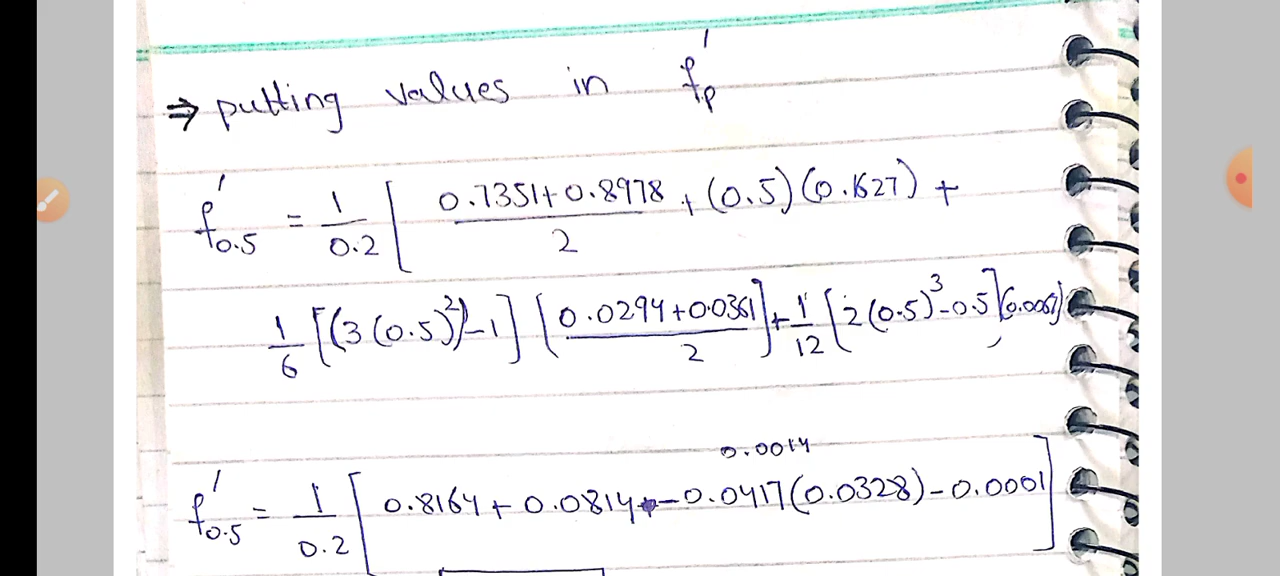 ⇒ putting values in f'p
f'0.5 = 1/0.2 [ (0.7351+0.8978)/2 + (0.5)(0.1627) +
1/6 [(3(0.5)²)-1] [(0.0294+0.0361)/2] + 1/12 [2(0.5)³-0.5]
0.0014
f'0.5 = 1/0.2 [ 0.8164+0.0814+-0.0417(0.0328)-0.0001 ]